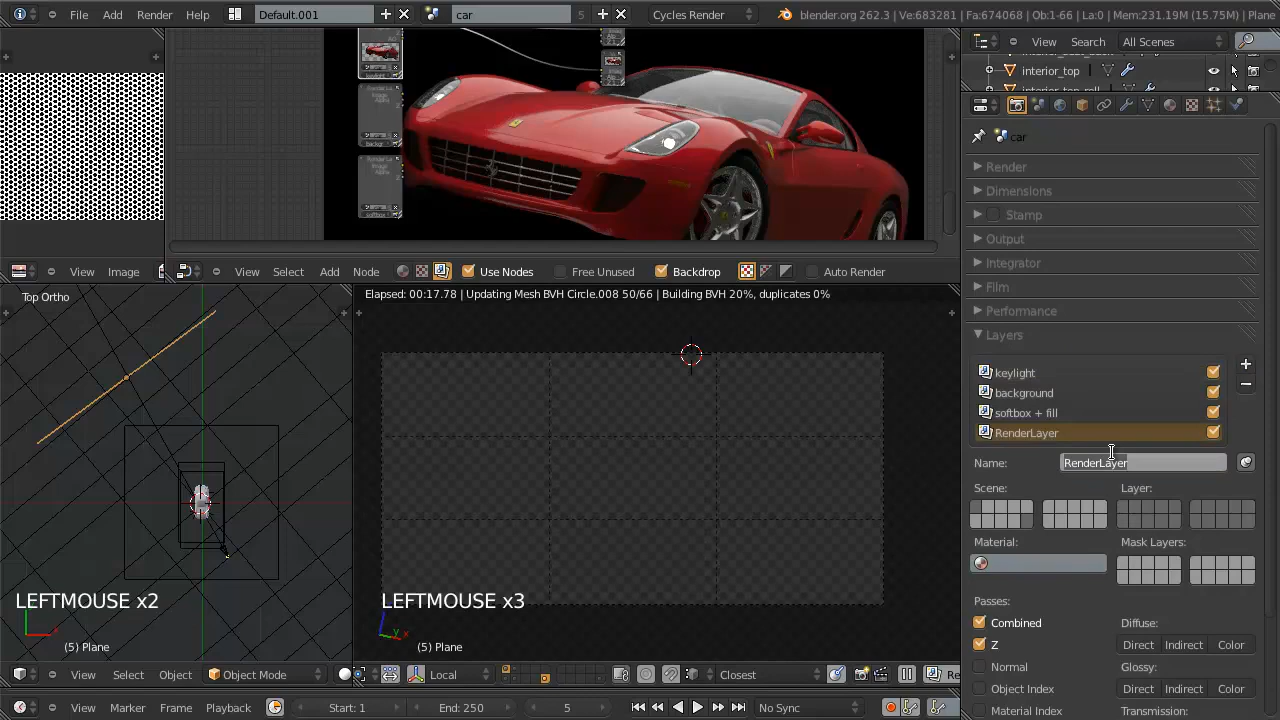 File Add Render Help Default.001 car 5 Cycles Render blender.org 262.3 | Ve:683281 | Fa:674068 | Ob:1-66 | La:0 | Mem:231.19M (15.75M) | Plane
View Search All Scenes
interior_top
car
Render
Dimensions
Stamp
Output
Integrator
Film
Performance
Layers
keylight
background
softbox + fill
RenderLayer
Name: RenderLayer
Scene: Layer:
Material: Mask Layers:
Passes:
Combined Diffuse:
Z Direct Indirect Color
Normal Glossy:
Object Index Direct Indirect Color
Material Index Transmission:
View Image
View Select Add Node Use Nodes Free Unused Backdrop Auto Render
Top Ortho
LEFTMOUSE x2
(5) Plane
View Select Object Object Mode
Elapsed: 00:17.78 | Updating Mesh BVH Circle.008 50/66 | Building BVH 20%, duplicates 0%
LEFTMOUSE x3
(5) Plane
Local Closest Re
View Marker Frame Playback Start: 1 End: 250 5 No Sync